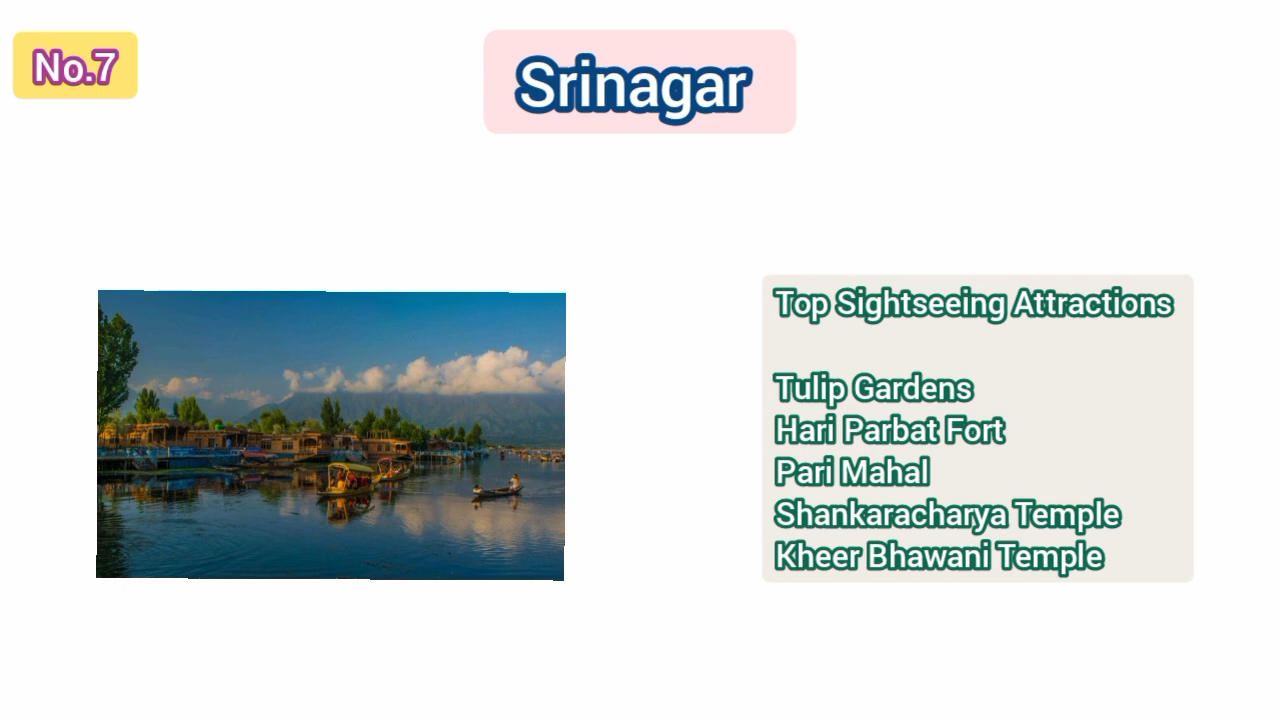 No.7
Srinagar
Top Sightseeing Attractions
Tulip Gardens
Hari Parbat Fort
Pari Mahal
Shankaracharya Temple
Kheer Bhawani Temple